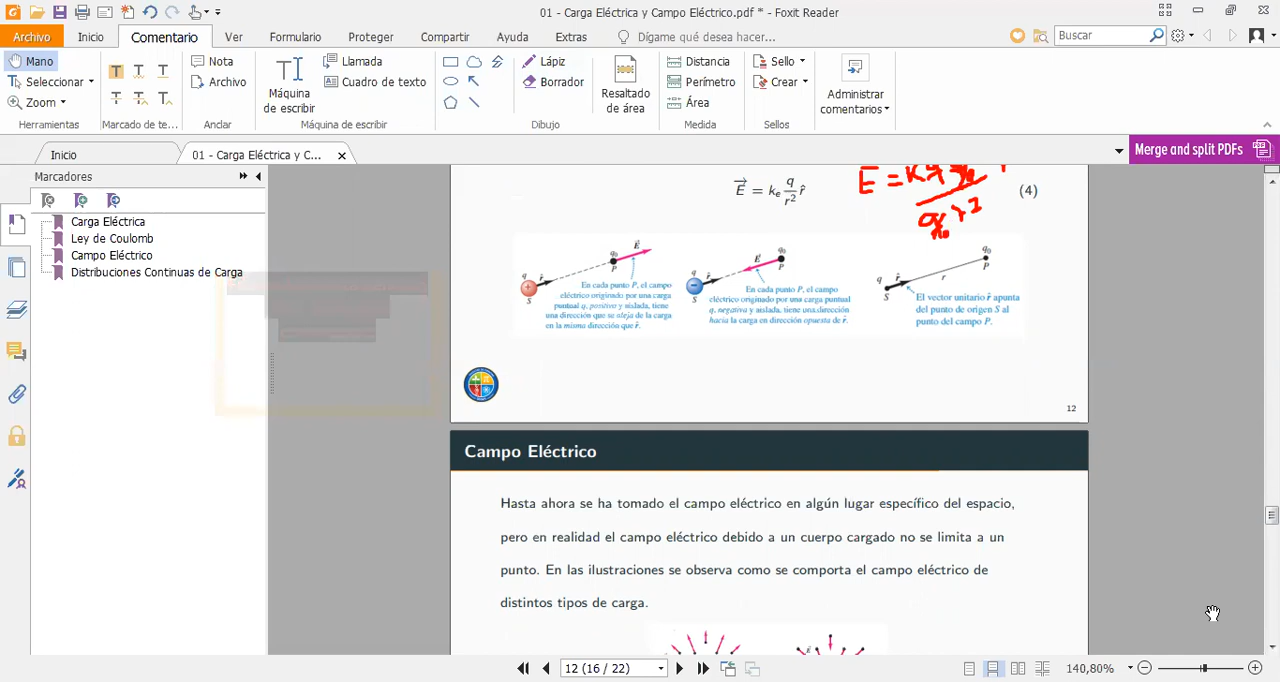 01 - Carga Eléctrica y Campo Eléctrico.pdf * - Foxit Reader
Archivo Inicio Comentario Ver Formulario Proteger Compartir Ayuda Extras Dígame qué desea hacer... Buscar
Mano
Seleccionar
Zoom
Herramientas
Marcado de te...
Nota
Archivo
Anclar
Máquina
de escribir
Llamada
Cuadro de texto
Máquina de escribir
Lápiz
Borrador
Dibujo
Resaltado
de área
Distancia
Perímetro
Área
Medida
Sello
Crear
Sellos
Administrar
comentarios
Inicio
01 - Carga Eléctrica y C...
Merge and split PDFs
Marcadores
Carga Eléctrica
Ley de Coulomb
Campo Eléctrico
Distribuciones Continuas de Carga
E = kₑ q/r² r̂ (4)
q + S r̂ q₀ P E
En cada punto P, el campo
eléctrico originado por una carga
puntual q, positiva y aislada, tiene
una dirección que se aleja de la carga
en la misma dirección que r̂.
q − S r̂ E q₀ P
En cada punto P, el campo
eléctrico originado por una carga puntual
q, negativa y aislada, tiene una dirección
hacia la carga en dirección opuesta de r̂.
q S r̂ r q₀ P
El vector unitario r̂ apunta
del punto de origen S al
punto del campo P.
12
Campo Eléctrico
Hasta ahora se ha tomado el campo eléctrico en algún lugar específico del espacio,
pero en realidad el campo eléctrico debido a un cuerpo cargado no se limita a un
punto. En las ilustraciones se observa como se comporta el campo eléctrico de
distintos tipos de carga.
12 (16 / 22)
140,80%